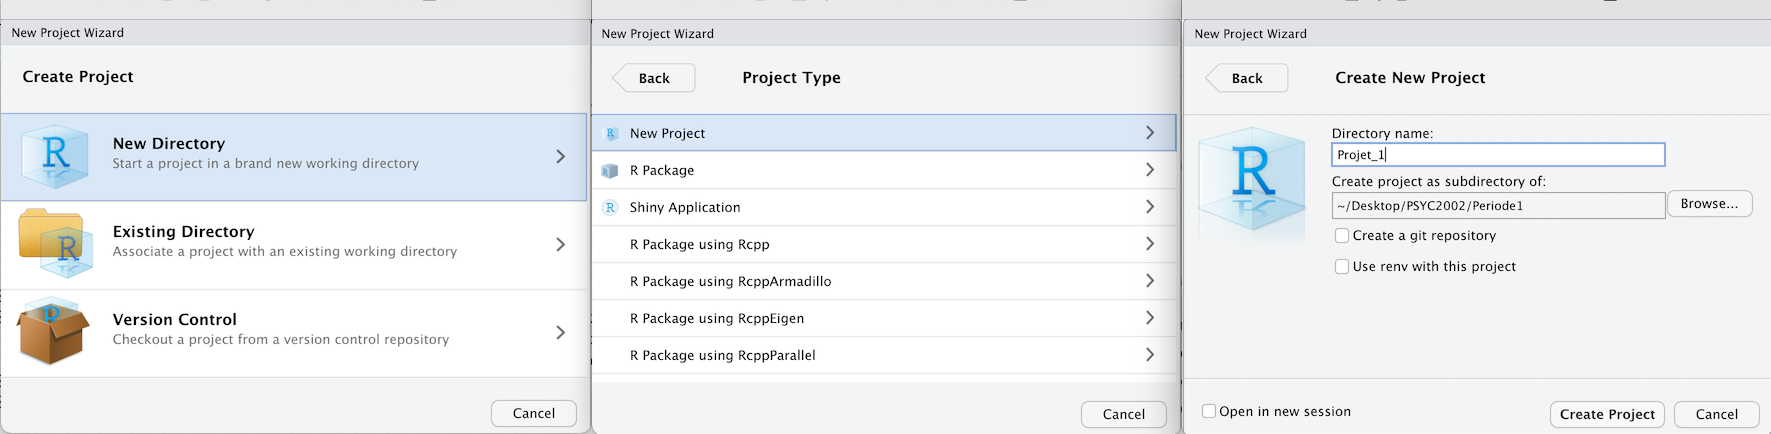 New Project Wizard
Create Project
R
New Directory
Start a project in a brand new working directory
R
Existing Directory
Associate a project with an existing working directory
R
Version Control
Checkout a project from a version control repository
Cancel
New Project Wizard
Back
Project Type
R New Project
R R Package
R Shiny Application
R Package using Rcpp
R Package using RcppArmadillo
R Package using RcppEigen
R Package using RcppParallel
Cancel
New Project Wizard
Back
Create New Project
R
Directory name:
Projet_1
Create project as subdirectory of:
~/Desktop/PSYC2002/Periode1
Browse...
Create a git repository
Use renv with this project
Open in new session
Create Project
Cancel